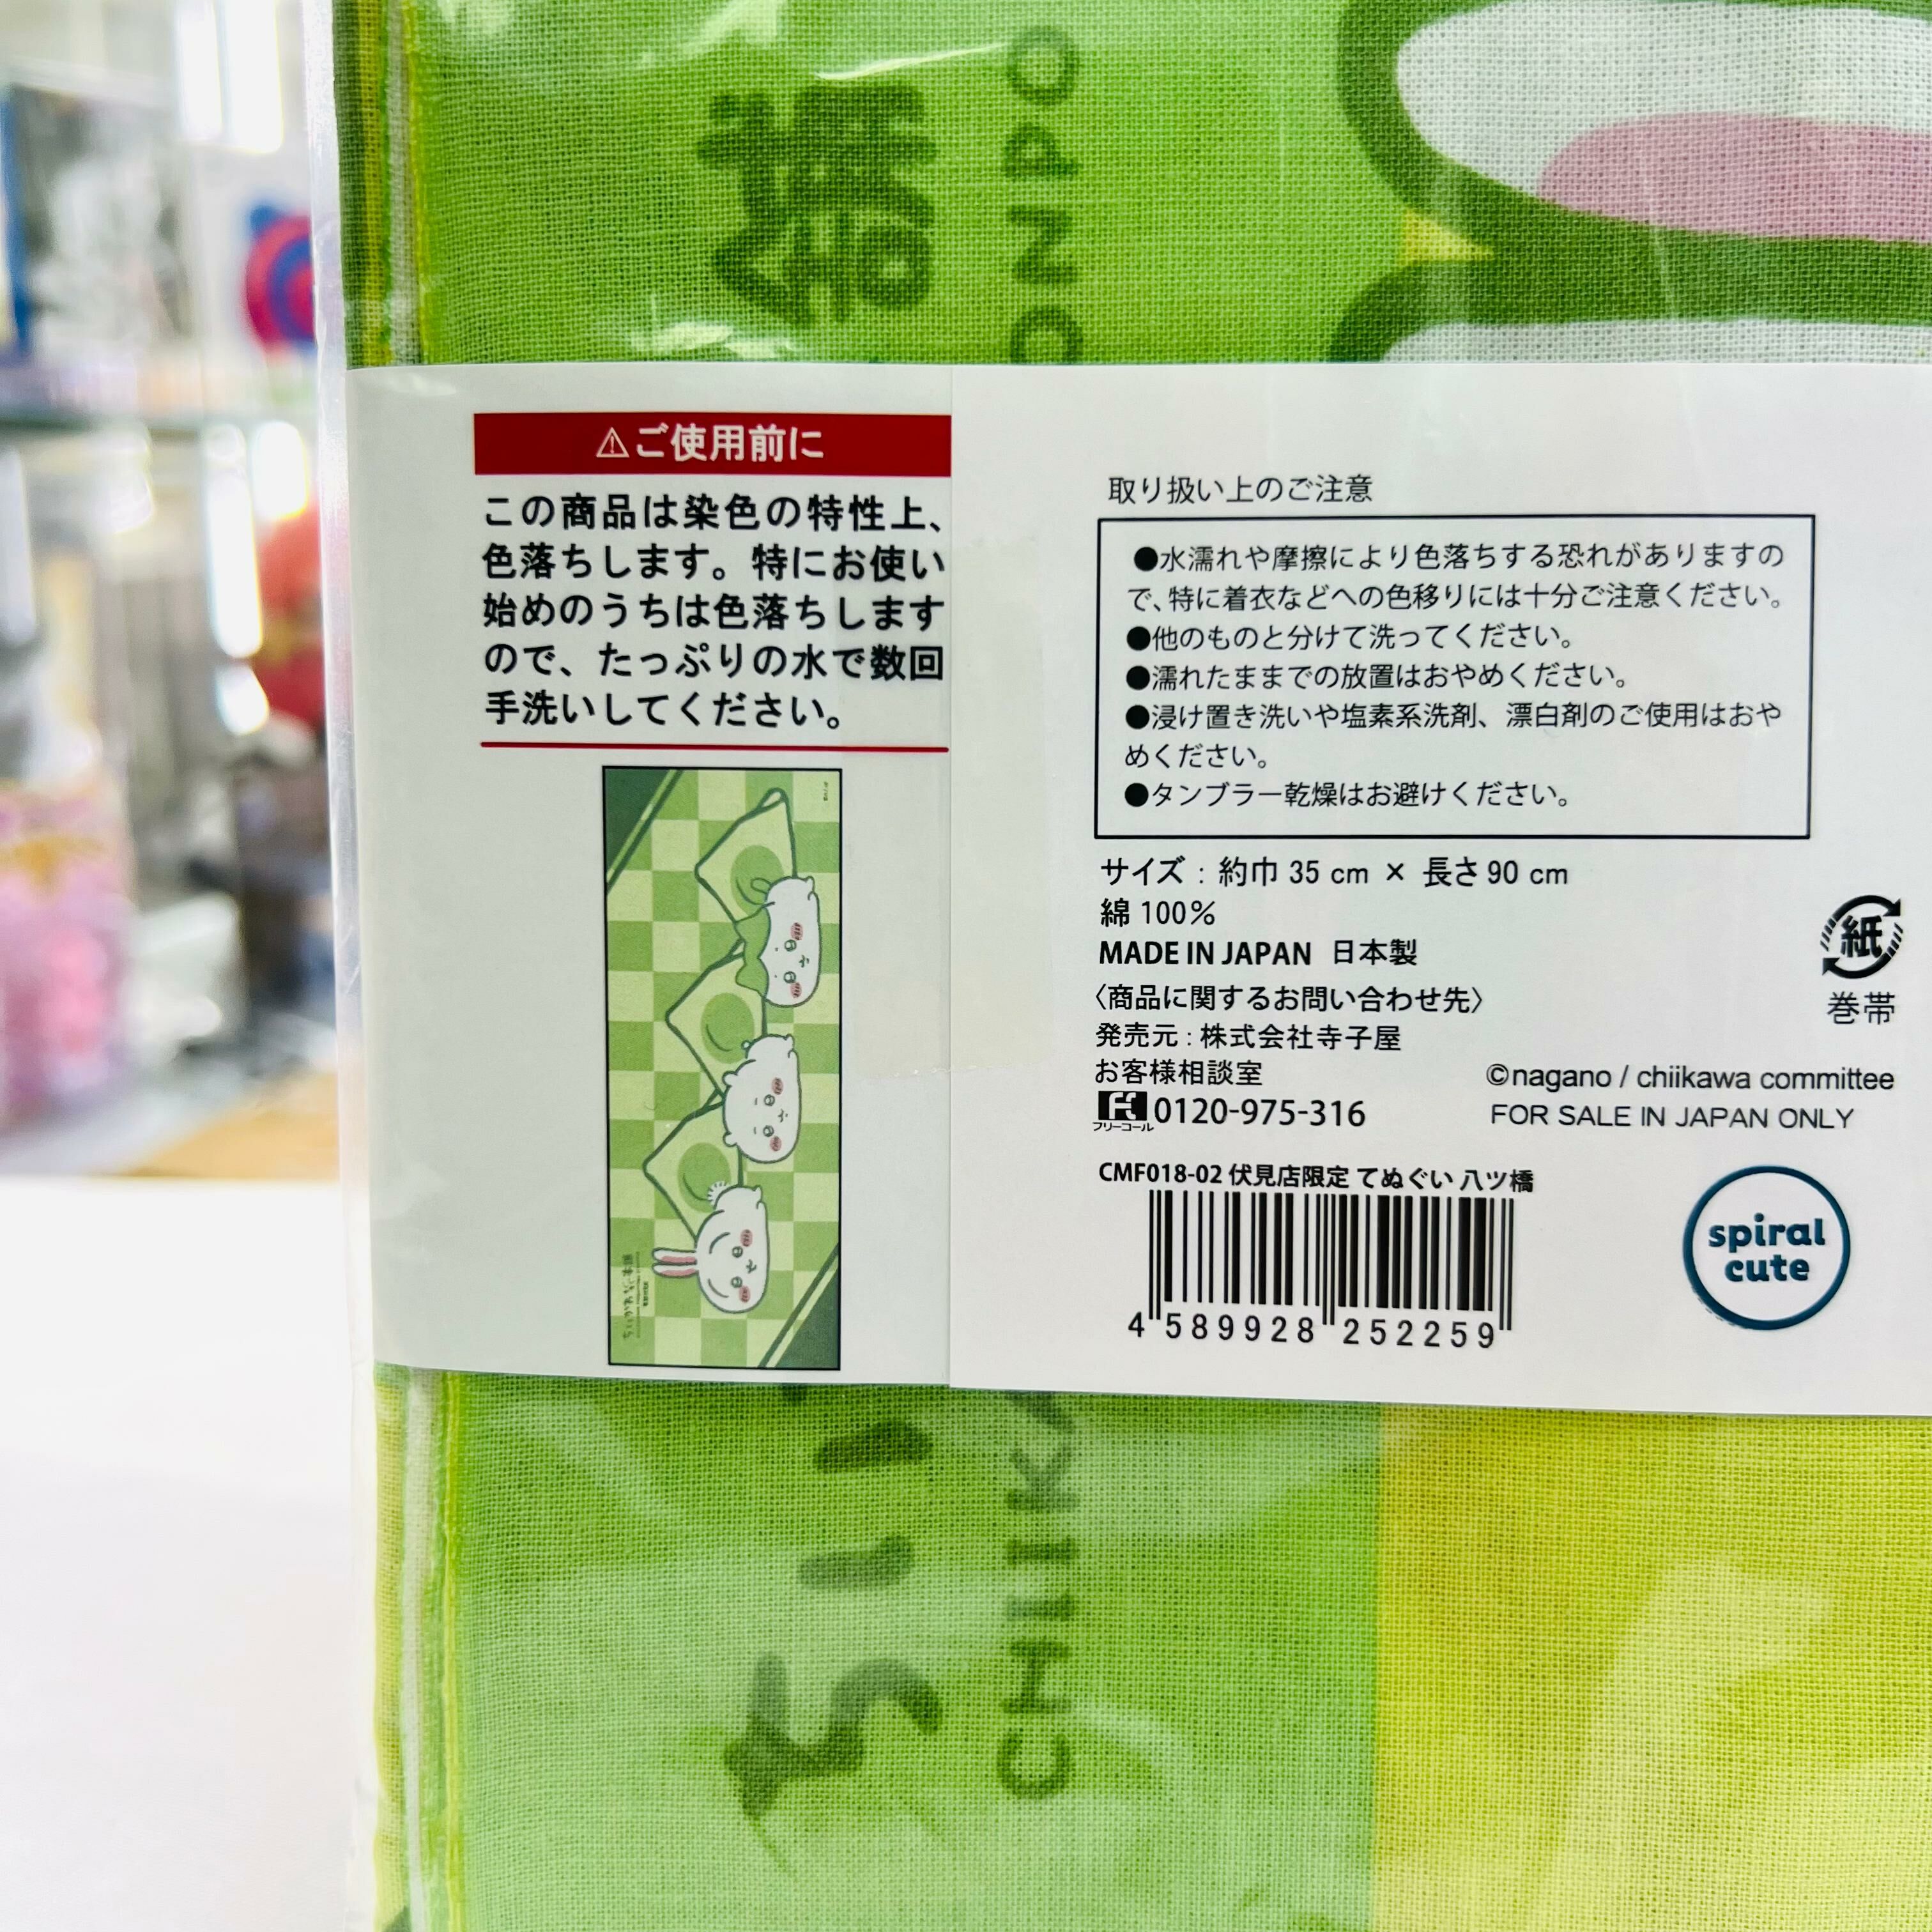 ONPO
⚠ご使用前に
この商品は染色の特性上、
色落ちします。特にお使い
始めのうちは色落ちします
ので、たっぷりの水で数回
手洗いしてください。
取り扱い上のご注意
●水濡れや摩擦により色落ちする恐れがありますの
で、特に着衣などへの色移りには十分ご注意ください。
●他のものと分けて洗ってください。
●濡れたままでの放置はおやめください。
●浸け置き洗いや塩素系洗剤、漂白剤のご使用はおや
めください。
●タンブラー乾燥はお避けください。
サイズ : 約巾 35 cm × 長さ 90 cm
綿 100%
MADE IN JAPAN 日本製
〈商品に関するお問い合わせ先〉
発売元 : 株式会社寺子屋
お客様相談室
フリーコール
0120-975-316
紙
巻帯
©nagano / chiikawa committee
FOR SALE IN JAPAN ONLY
CMF018-02 伏見店限定 てぬぐい 八ツ橋
4 589928 252259
spiral
cute
ちい
CHIIKA